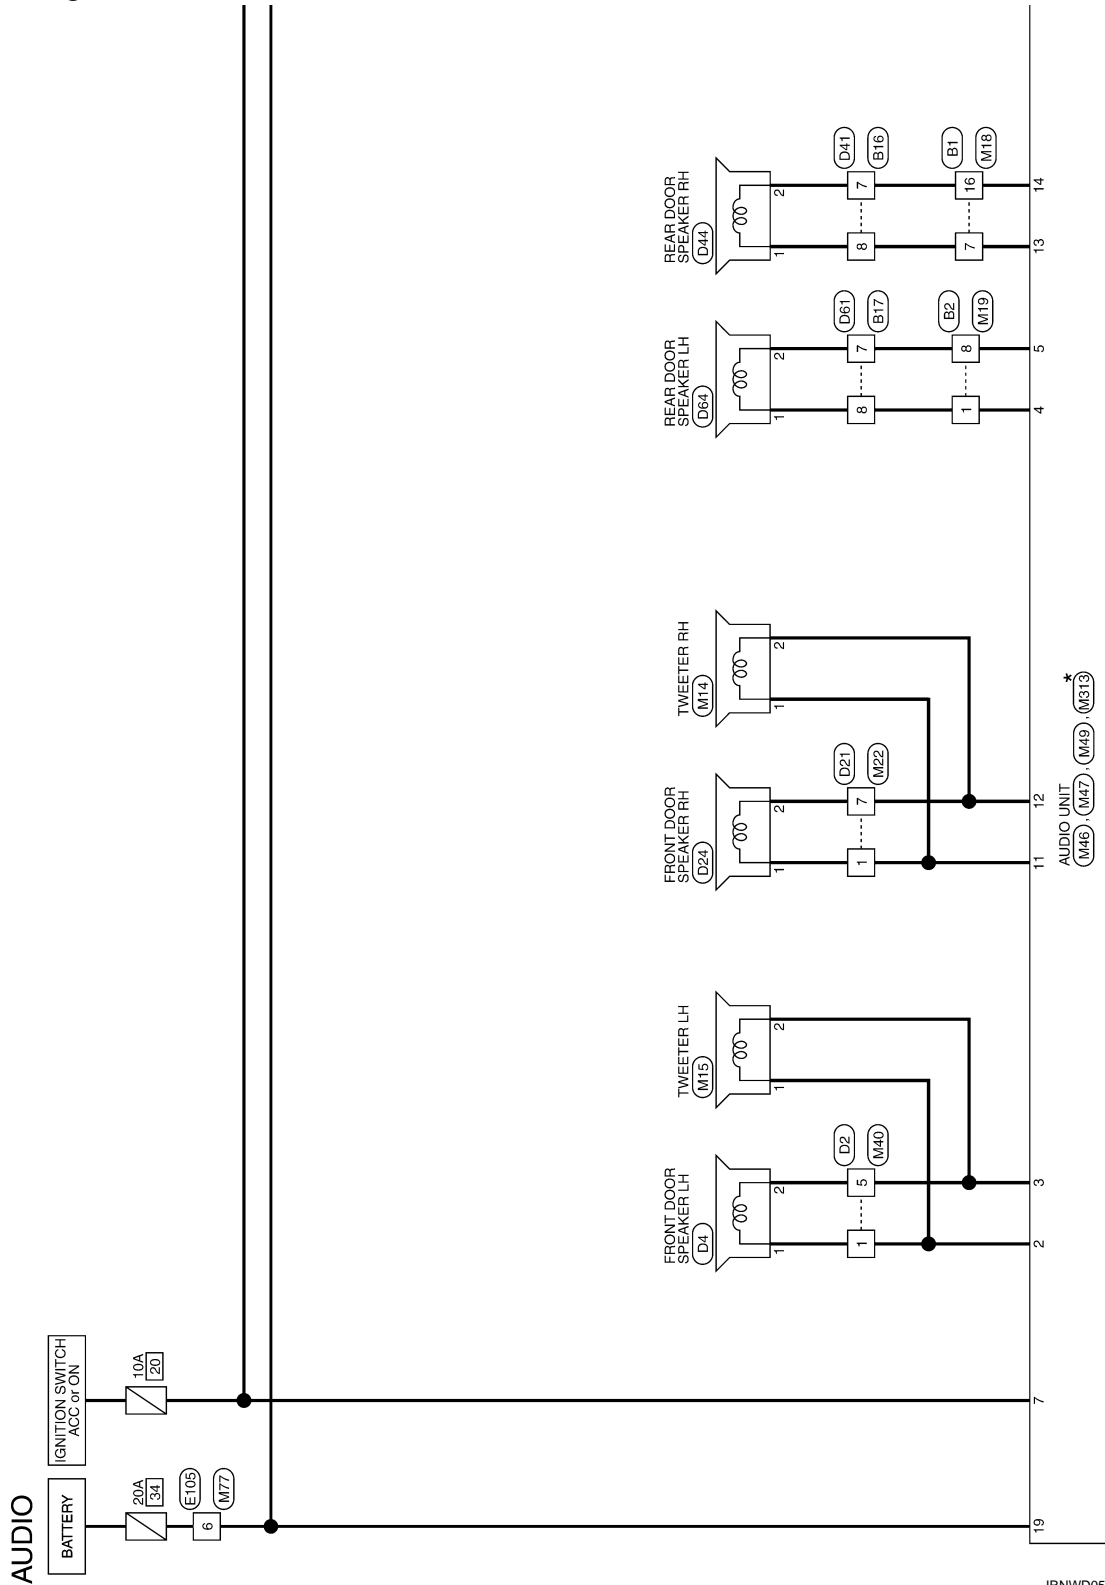 AUDIO
BATTERY
20A
34
E105
M77
6
19
IGNITION SWITCH
ACC or ON
10A
20
7
FRONT DOOR
SPEAKER LH
D4
1
2
D2
M40
1
5
2
3
TWEETER LH
M15
1
2
FRONT DOOR
SPEAKER RH
D24
1
2
D21
M22
1
7
11
12
TWEETER RH
M14
1
2
AUDIO UNIT
M46 , M47 , M49 , M313 *
REAR DOOR
SPEAKER LH
D64
1
2
D61
B17
8
7
B2
M19
1
8
4
5
REAR DOOR
SPEAKER RH
D44
1
2
D41
B16
8
7
B1
M18
7
16
13
14